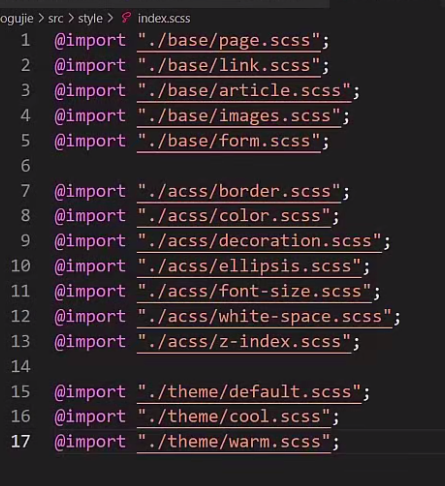 ogujie > src > style > index.scss
1 @import "./base/page.scss";
2 @import "./base/link.scss";
3 @import "./base/article.scss";
4 @import "./base/images.scss";
5 @import "./base/form.scss";
6
7 @import "./acss/border.scss";
8 @import "./acss/color.scss";
9 @import "./acss/decoration.scss";
10 @import "./acss/ellipsis.scss";
11 @import "./acss/font-size.scss";
12 @import "./acss/white-space.scss";
13 @import "./acss/z-index.scss";
14
15 @import "./theme/default.scss";
16 @import "./theme/cool.scss";
17 @import "./theme/warm.scss";